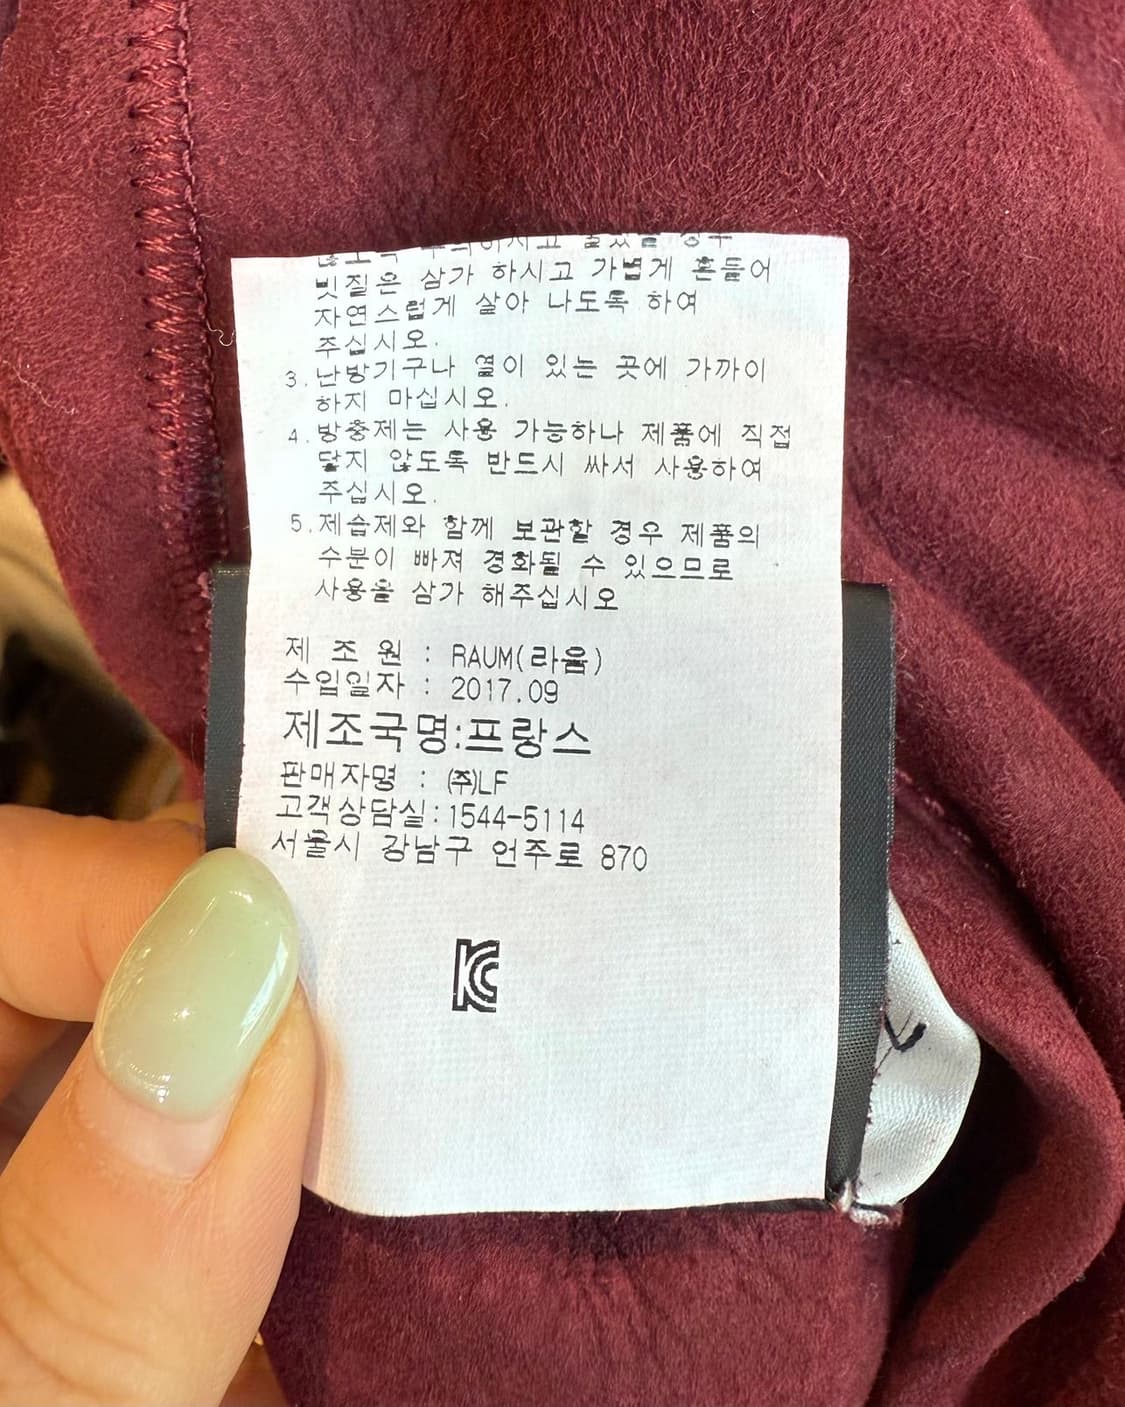 빗질은 삼가 하시고 가볍게 흔들어
자연스럽게 살아 나도록 하여
주십시오.
3. 난방기구나 열이 있는 곳에 가까이
하지 마십시오.
4. 방충제는 사용 가능하나 제품에 직접
닿지 않도록 반드시 싸서 사용하여
주십시오.
5. 제습제와 함께 보관할 경우 제품의
수분이 빠져 경화될 수 있으므로
사용을 삼가 해주십시오
제 조 원 : RAUM(라움)
수입일자 : 2017.09
제조국명:프랑스
판매자명 : ㈜LF
고객상담실:1544-5114
서울시 강남구 언주로 870
KC